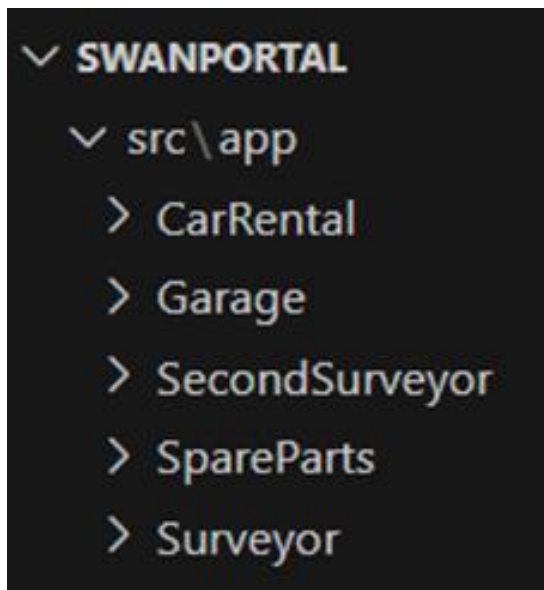 SWANPORTAL
src\app
CarRental
Garage
SecondSurveyor
SpareParts
Surveyor